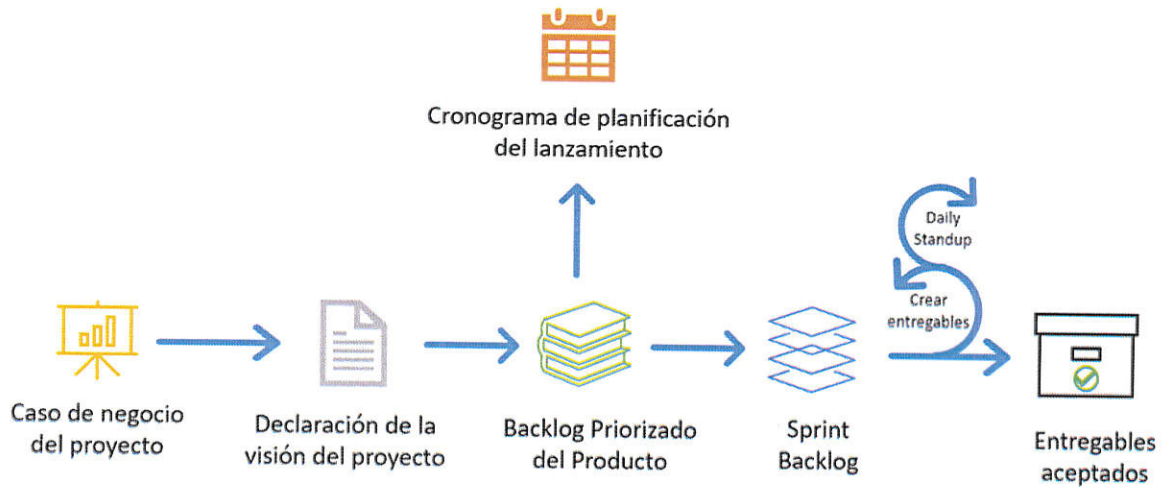 Cronograma de planificación
del lanzamiento
Daily
Standup
Crear
entregables
Caso de negocio
del proyecto
Declaración de la
visión del proyecto
Backlog Priorizado
del Producto
Sprint
Backlog
Entregables
aceptados